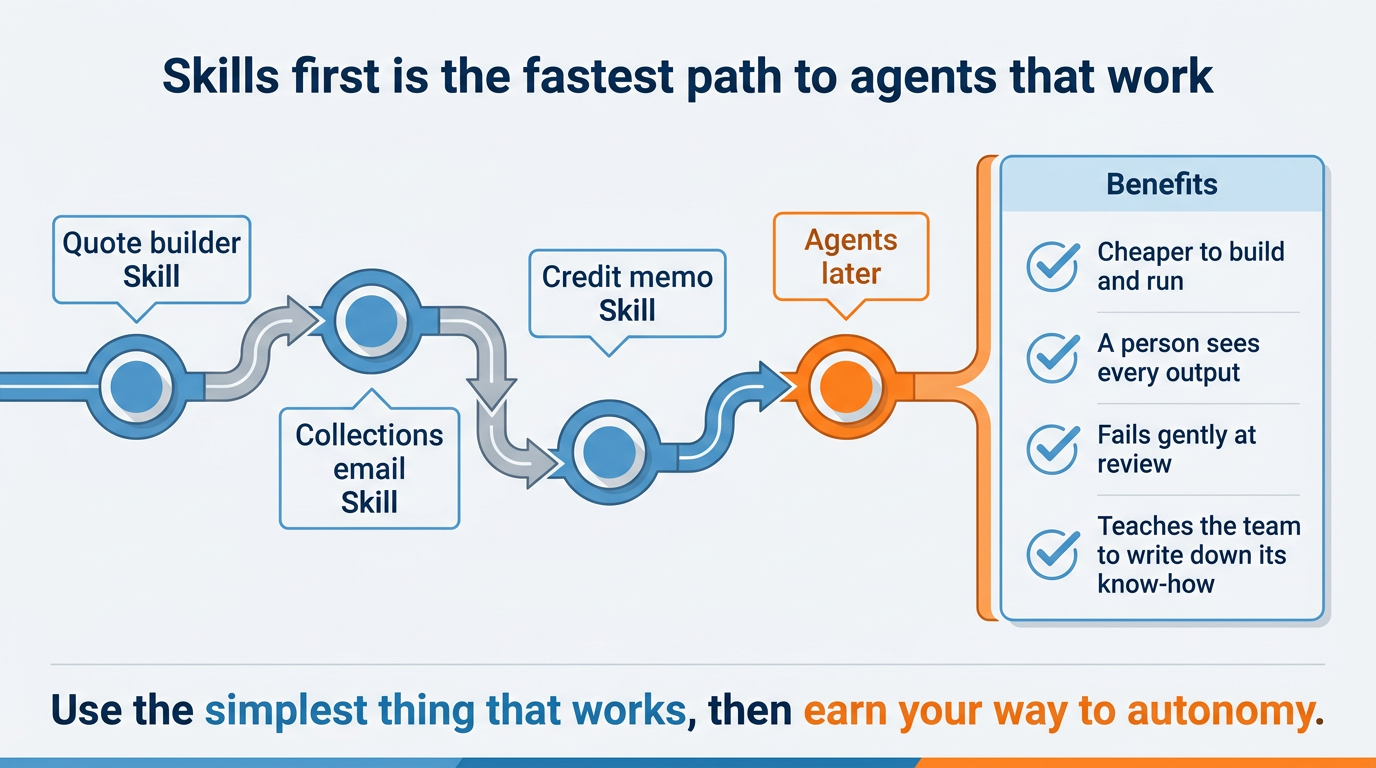 Skills first is the fastest path to agents that work
Quote builder
Skill
Collections
email
Skill
Credit memo
Skill
Agents
later
Benefits
Cheaper to build
and run
A person sees
every output
Fails gently at
review
Teaches the team
to write down its
know-how
Use the simplest thing that works, then earn your way to autonomy.